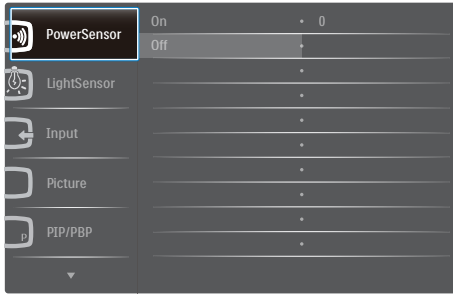 PowerSensor
On 0
Off
LightSensor
Input
Picture
P
PIP/PBP